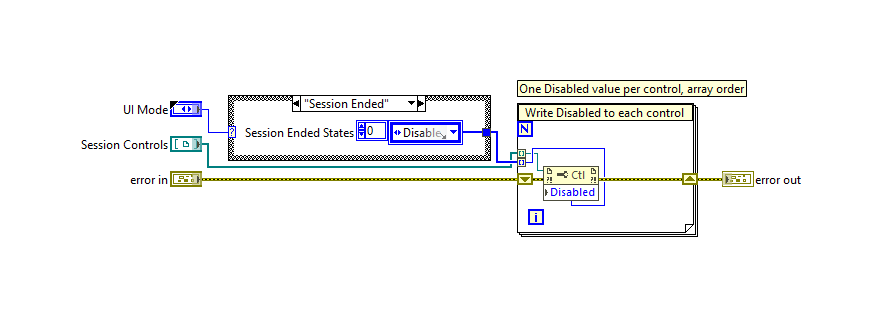 One Disabled value per control, array order
UI Mode
"Session Ended"
Write Disabled to each control
N
Session Ended States
0
?
Session Controls
Ctl
error in
Disabled
error out
i